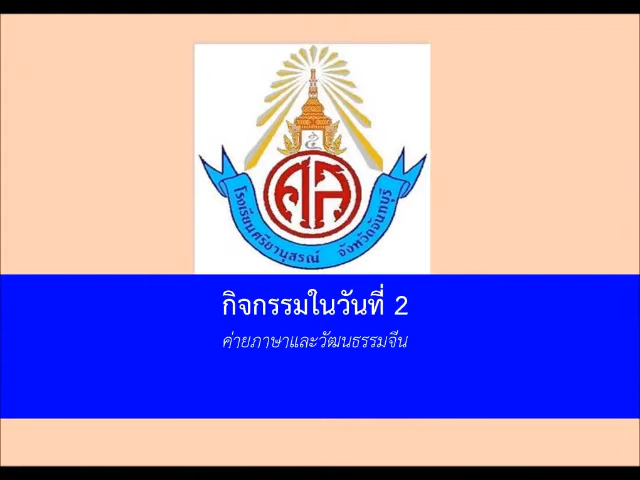 โรงเรียนศรียานุสรณ์ จังหวัดจันทบุรี
กิจกรรมในวันที่ 2
ค่ายภาษาและวัฒนธรรมจีน